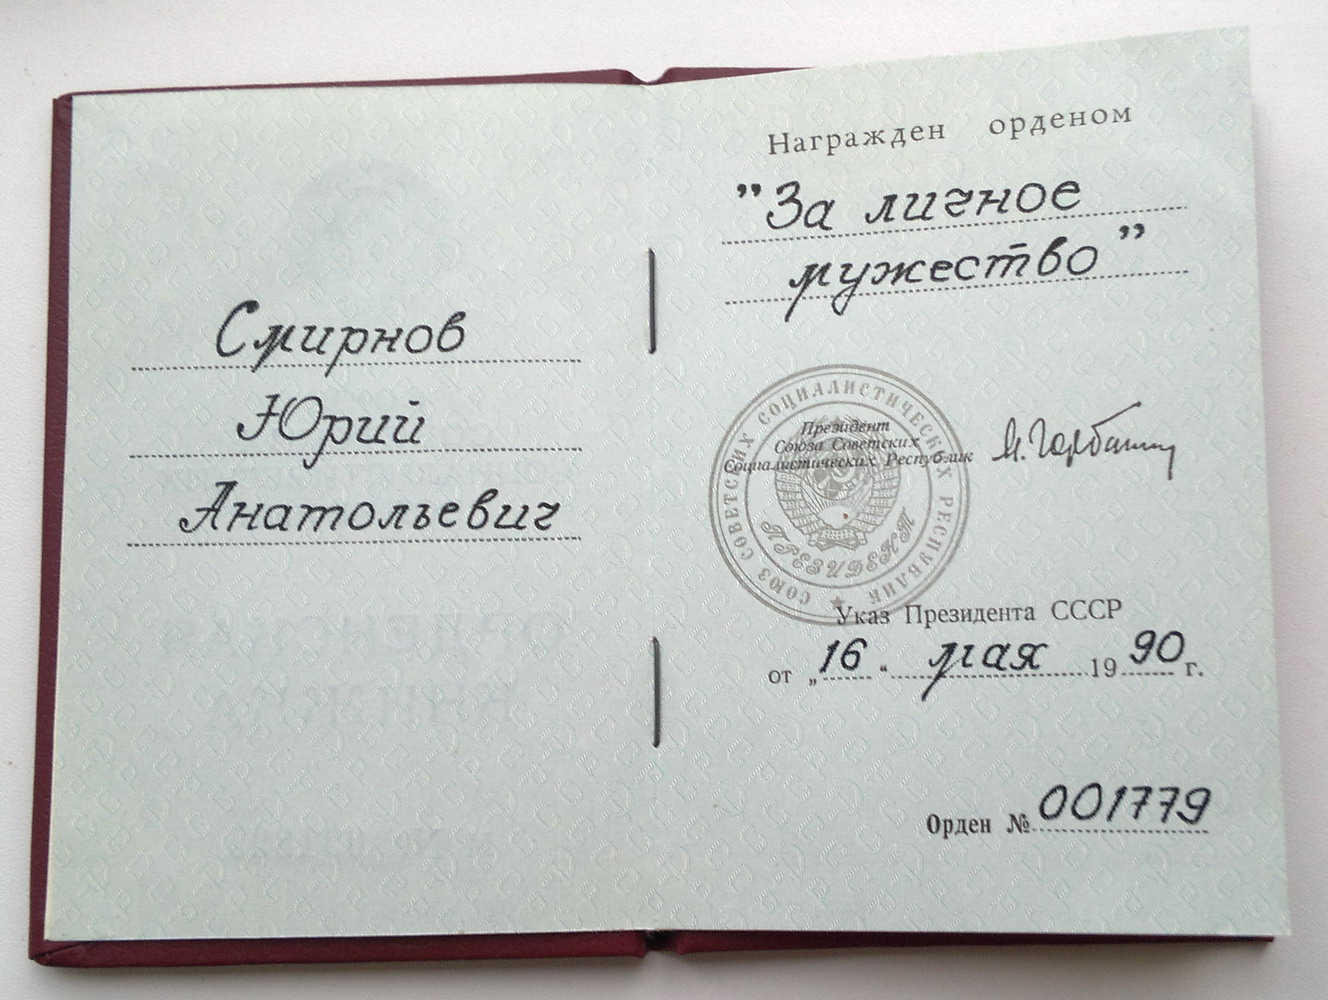 Смирнов
Юрий
Анатольевич
Награжден орденом
"За личное
мужество"
СОЮЗ СОВЕТСКИХ СОЦИАЛИСТИЧЕСКИХ РЕСПУБЛИК
Президент
Союза Советских
Социалистических Республик
М. Горбачев
ПРЕЗИДЕНТ
Указ Президента СССР
от „16“ мая 1990 г.
Орден № 001779